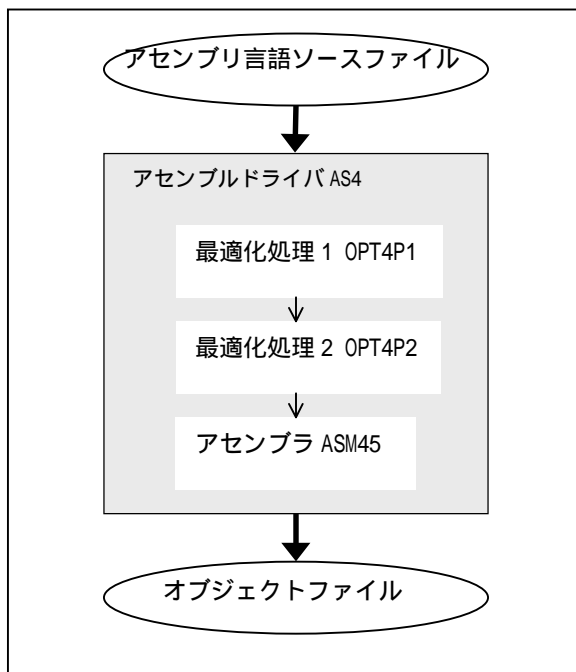 アセンブリ言語ソースファイル
アセンブルドライバ AS4
最適化処理 1 OPT4P1
最適化処理 2 OPT4P2
アセンブラ ASM45
オブジェクトファイル